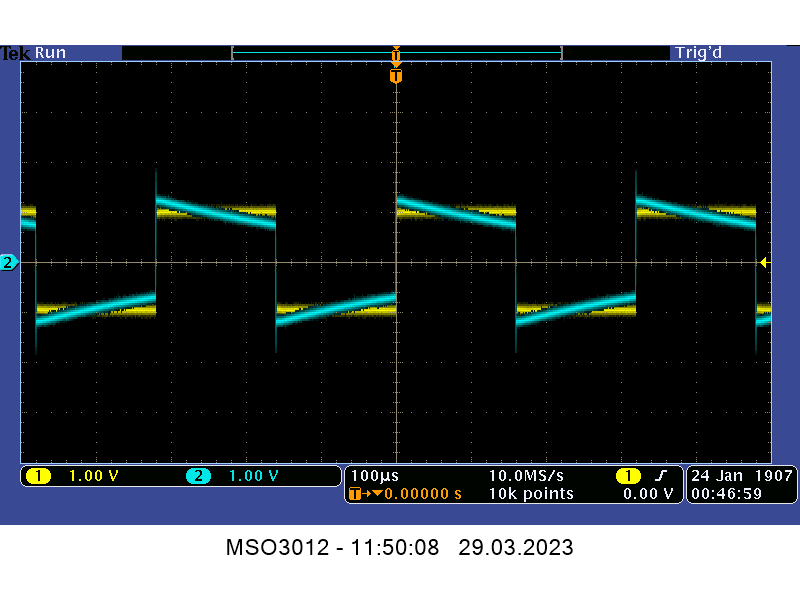 Tek Run Trig'd
T
T
2
1 1.00 V 2 1.00 V 100µs 10.0MS/s 1 24 Jan 1907
T→▼0.00000 s 10k points 0.00 V 00:46:59
MSO3012 - 11:50:08 29.03.2023